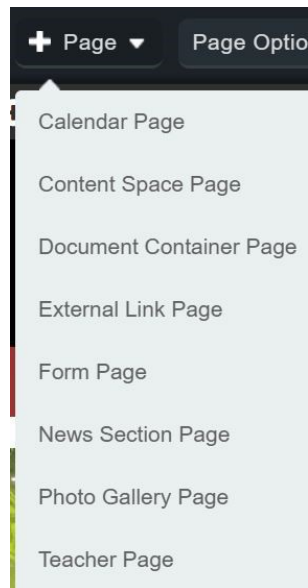 Page
Page Optio
Calendar Page
Content Space Page
Document Container Page
External Link Page
Form Page
News Section Page
Photo Gallery Page
Teacher Page